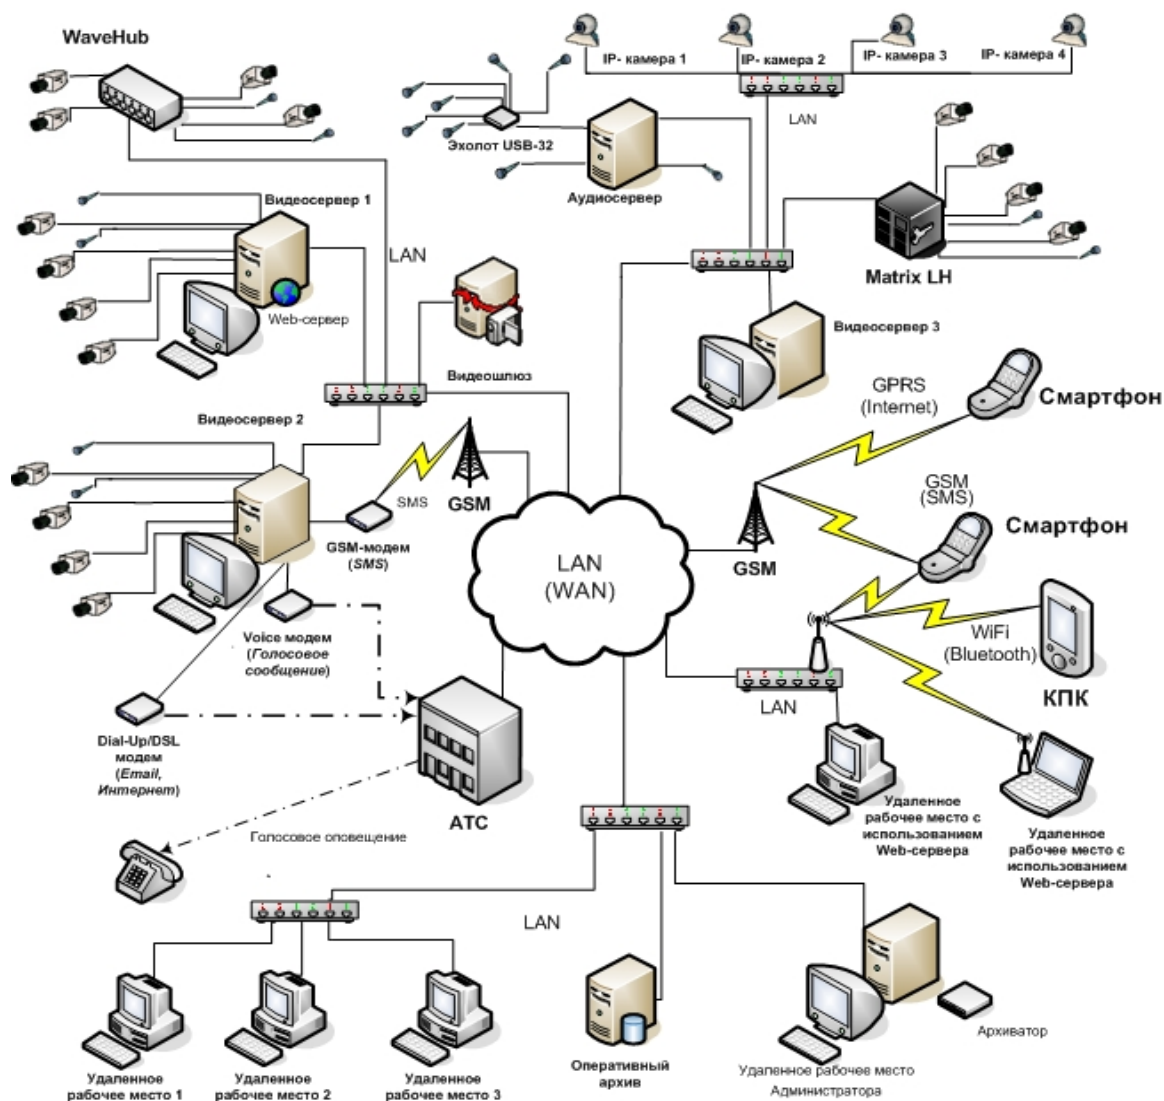 WaveHub
IP- камера 1
IP- камера 2
IP- камера 3
IP- камера 4
LAN
Эхолот USB-32
Аудиосервер
Видеосервер 1
LAN
Web-сервер
Matrix LH
Видеосервер 3
Видеошлюз
GPRS
(Internet)
Смартфон
Видеосервер 2
SMS
GSM
GSM-модем
(SMS)
GSM
(SMS)
Смартфон
GSM
LAN
(WAN)
Voice модем
(Голосовое
сообщение)
WiFi
(Bluetooth)
КПК
LAN
Dial-Up/DSL
модем
(Email,
Интернет)
АТС
Голосовое оповещение
Удаленное
рабочее место с
использованием
Web-сервера
Удаленное
рабочее место с
использованием
Web-сервера
LAN
Архиватор
Оперативный
архив
Удаленное рабочее место
Администратора
Удаленное
рабочее место 1
Удаленное
рабочее место 2
Удаленное
рабочее место 3